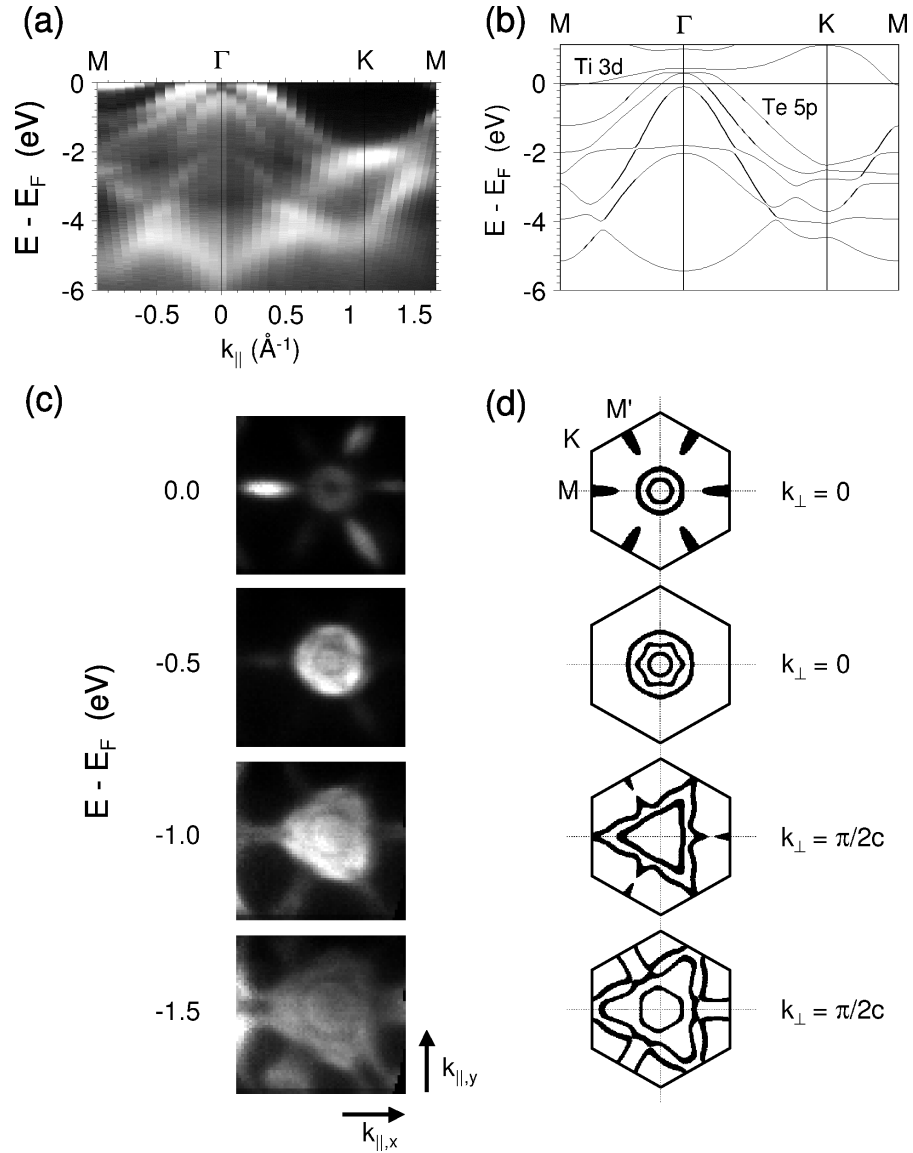 (a)
M Γ K M
0
-2
-4
-6
E - E_F (eV)
-0.5 0 0.5 1 1.5
k_|| (Å⁻¹)
(b)
M Γ K M
Ti 3d
Te 5p
0
-2
-4
-6
E - E_F (eV)
(c)
0.0
-0.5
-1.0
-1.5
E - E_F (eV)
k_||,y
k_||,x
(d)
M'
K
M
k_⊥ = 0
k_⊥ = 0
k_⊥ = π/2c
k_⊥ = π/2c